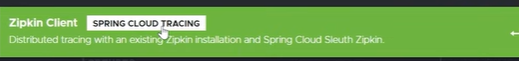 Zipkin Client SPRING CLOUD TRACING
Distributed tracing with an existing Zipkin installation and Spring Cloud Sleuth Zipkin.